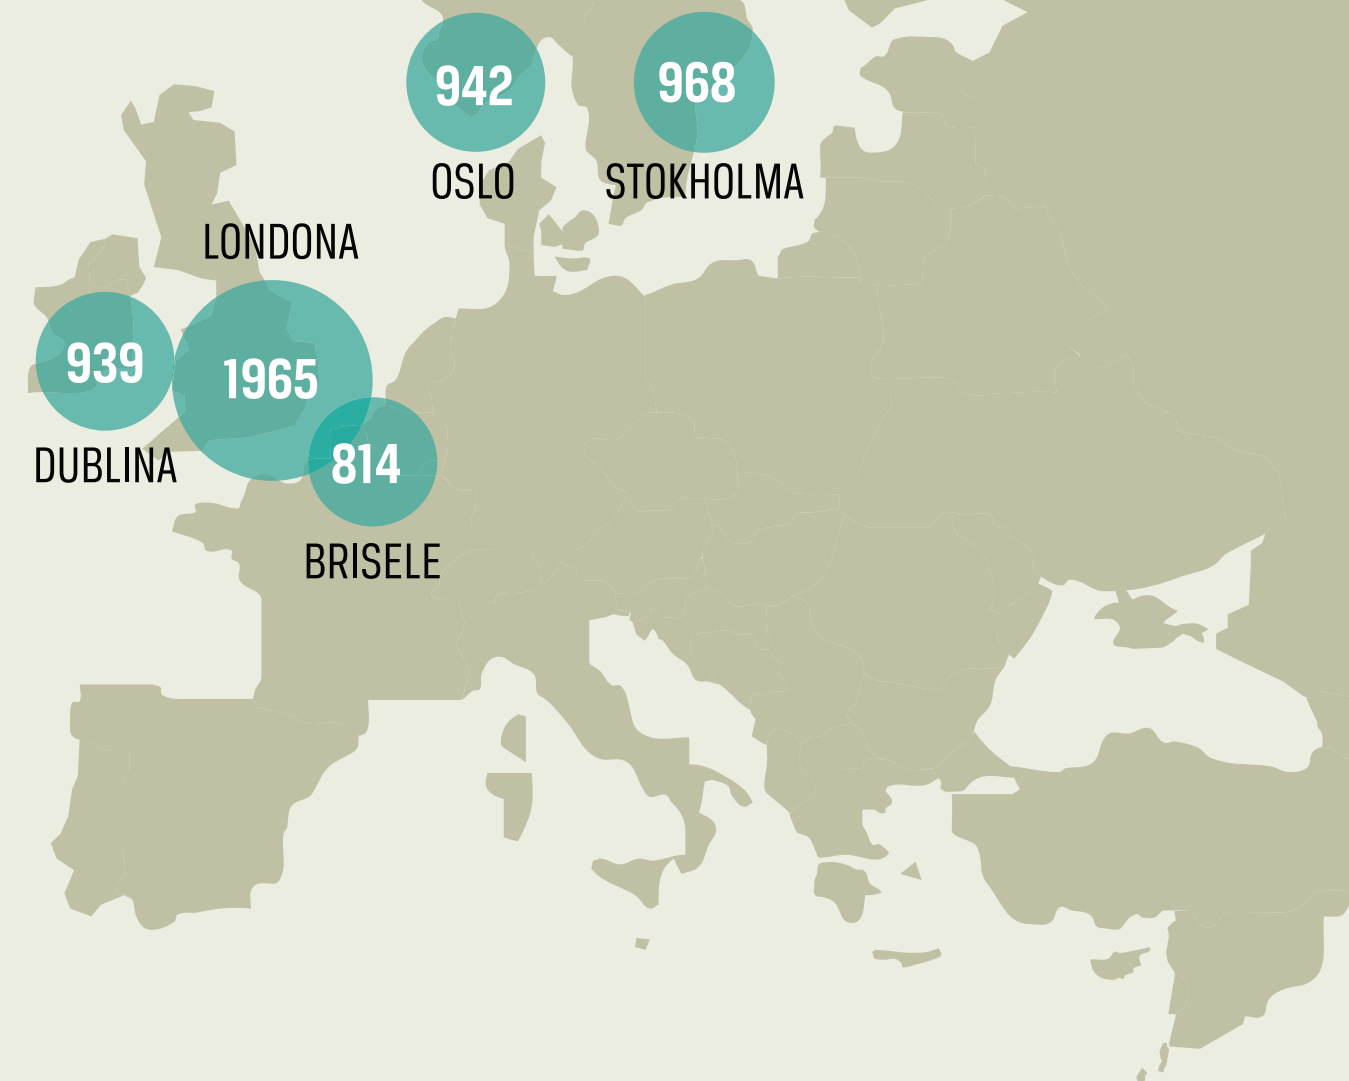 942
OSLO
968
STOKHOLMA
LONDONA
1965
939
DUBLINA
814
BRISELE